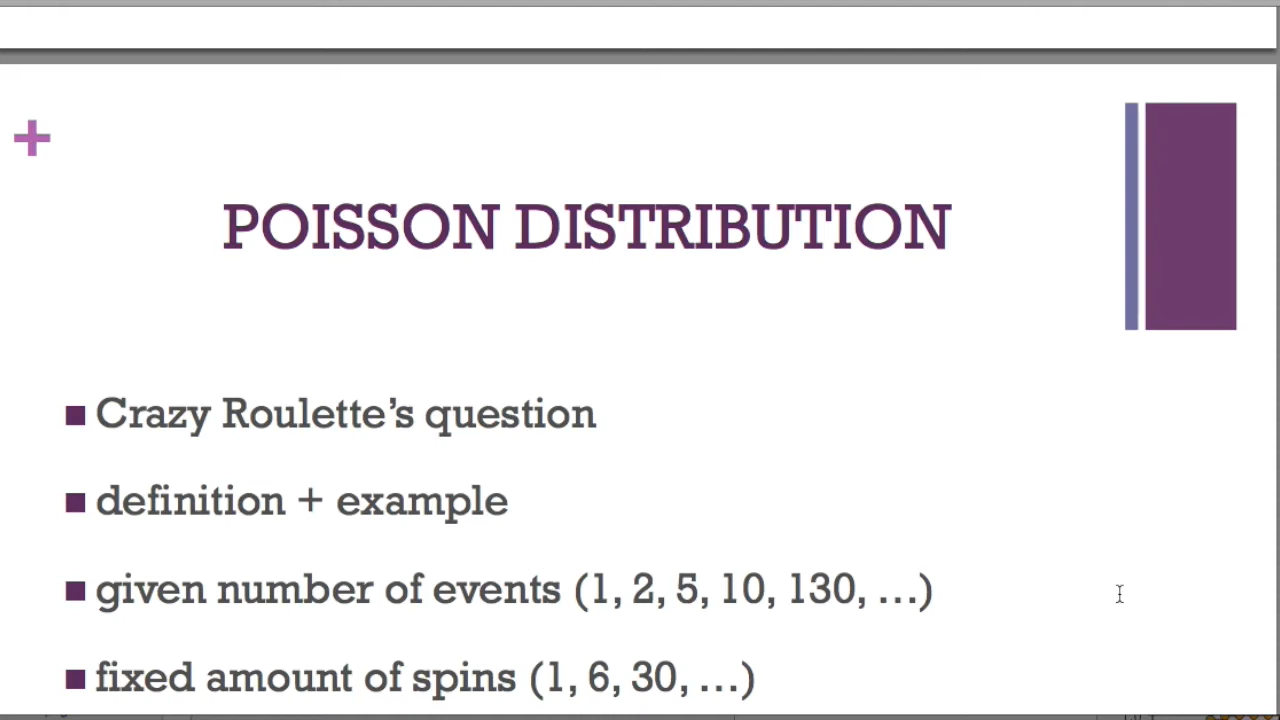 +
POISSON DISTRIBUTION
Crazy Roulette’s question
definition + example
given number of events (1, 2, 5, 10, 130, …)
fixed amount of spins (1, 6, 30, …)